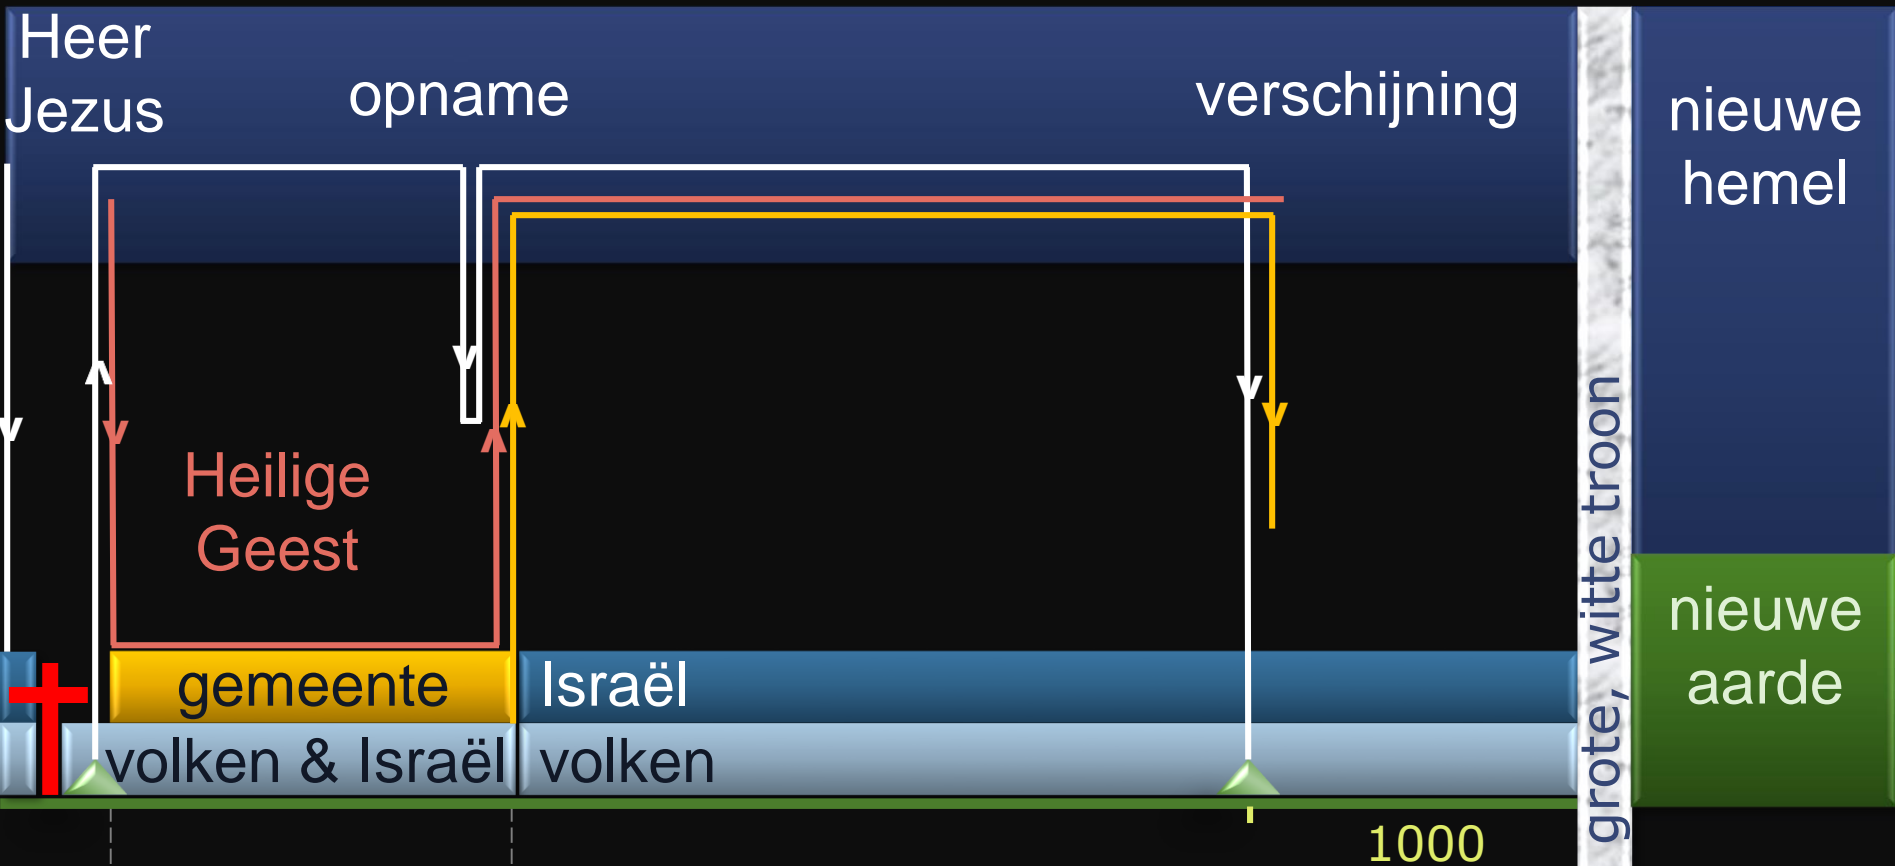 Heer
Jezus
opname
verschijning
nieuwe
hemel
Heilige
Geest
grote, witte troon
nieuwe
aarde
gemeente
Israël
volken & Israël
volken
1000